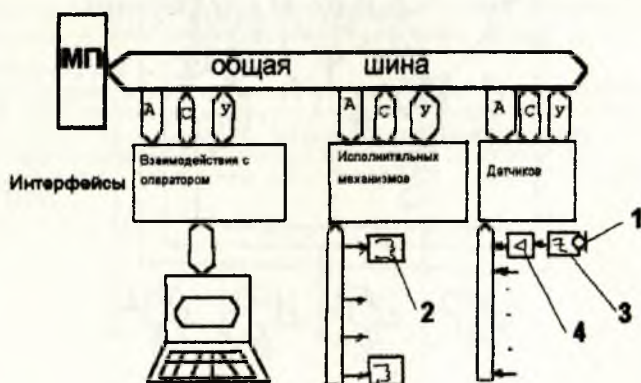 МП
общая шина
А С У
А С У
А С У
Интерфейсы
Взаимодействия с
оператором
Исполнительных
механизмов
Датчиков
1
2
4
3